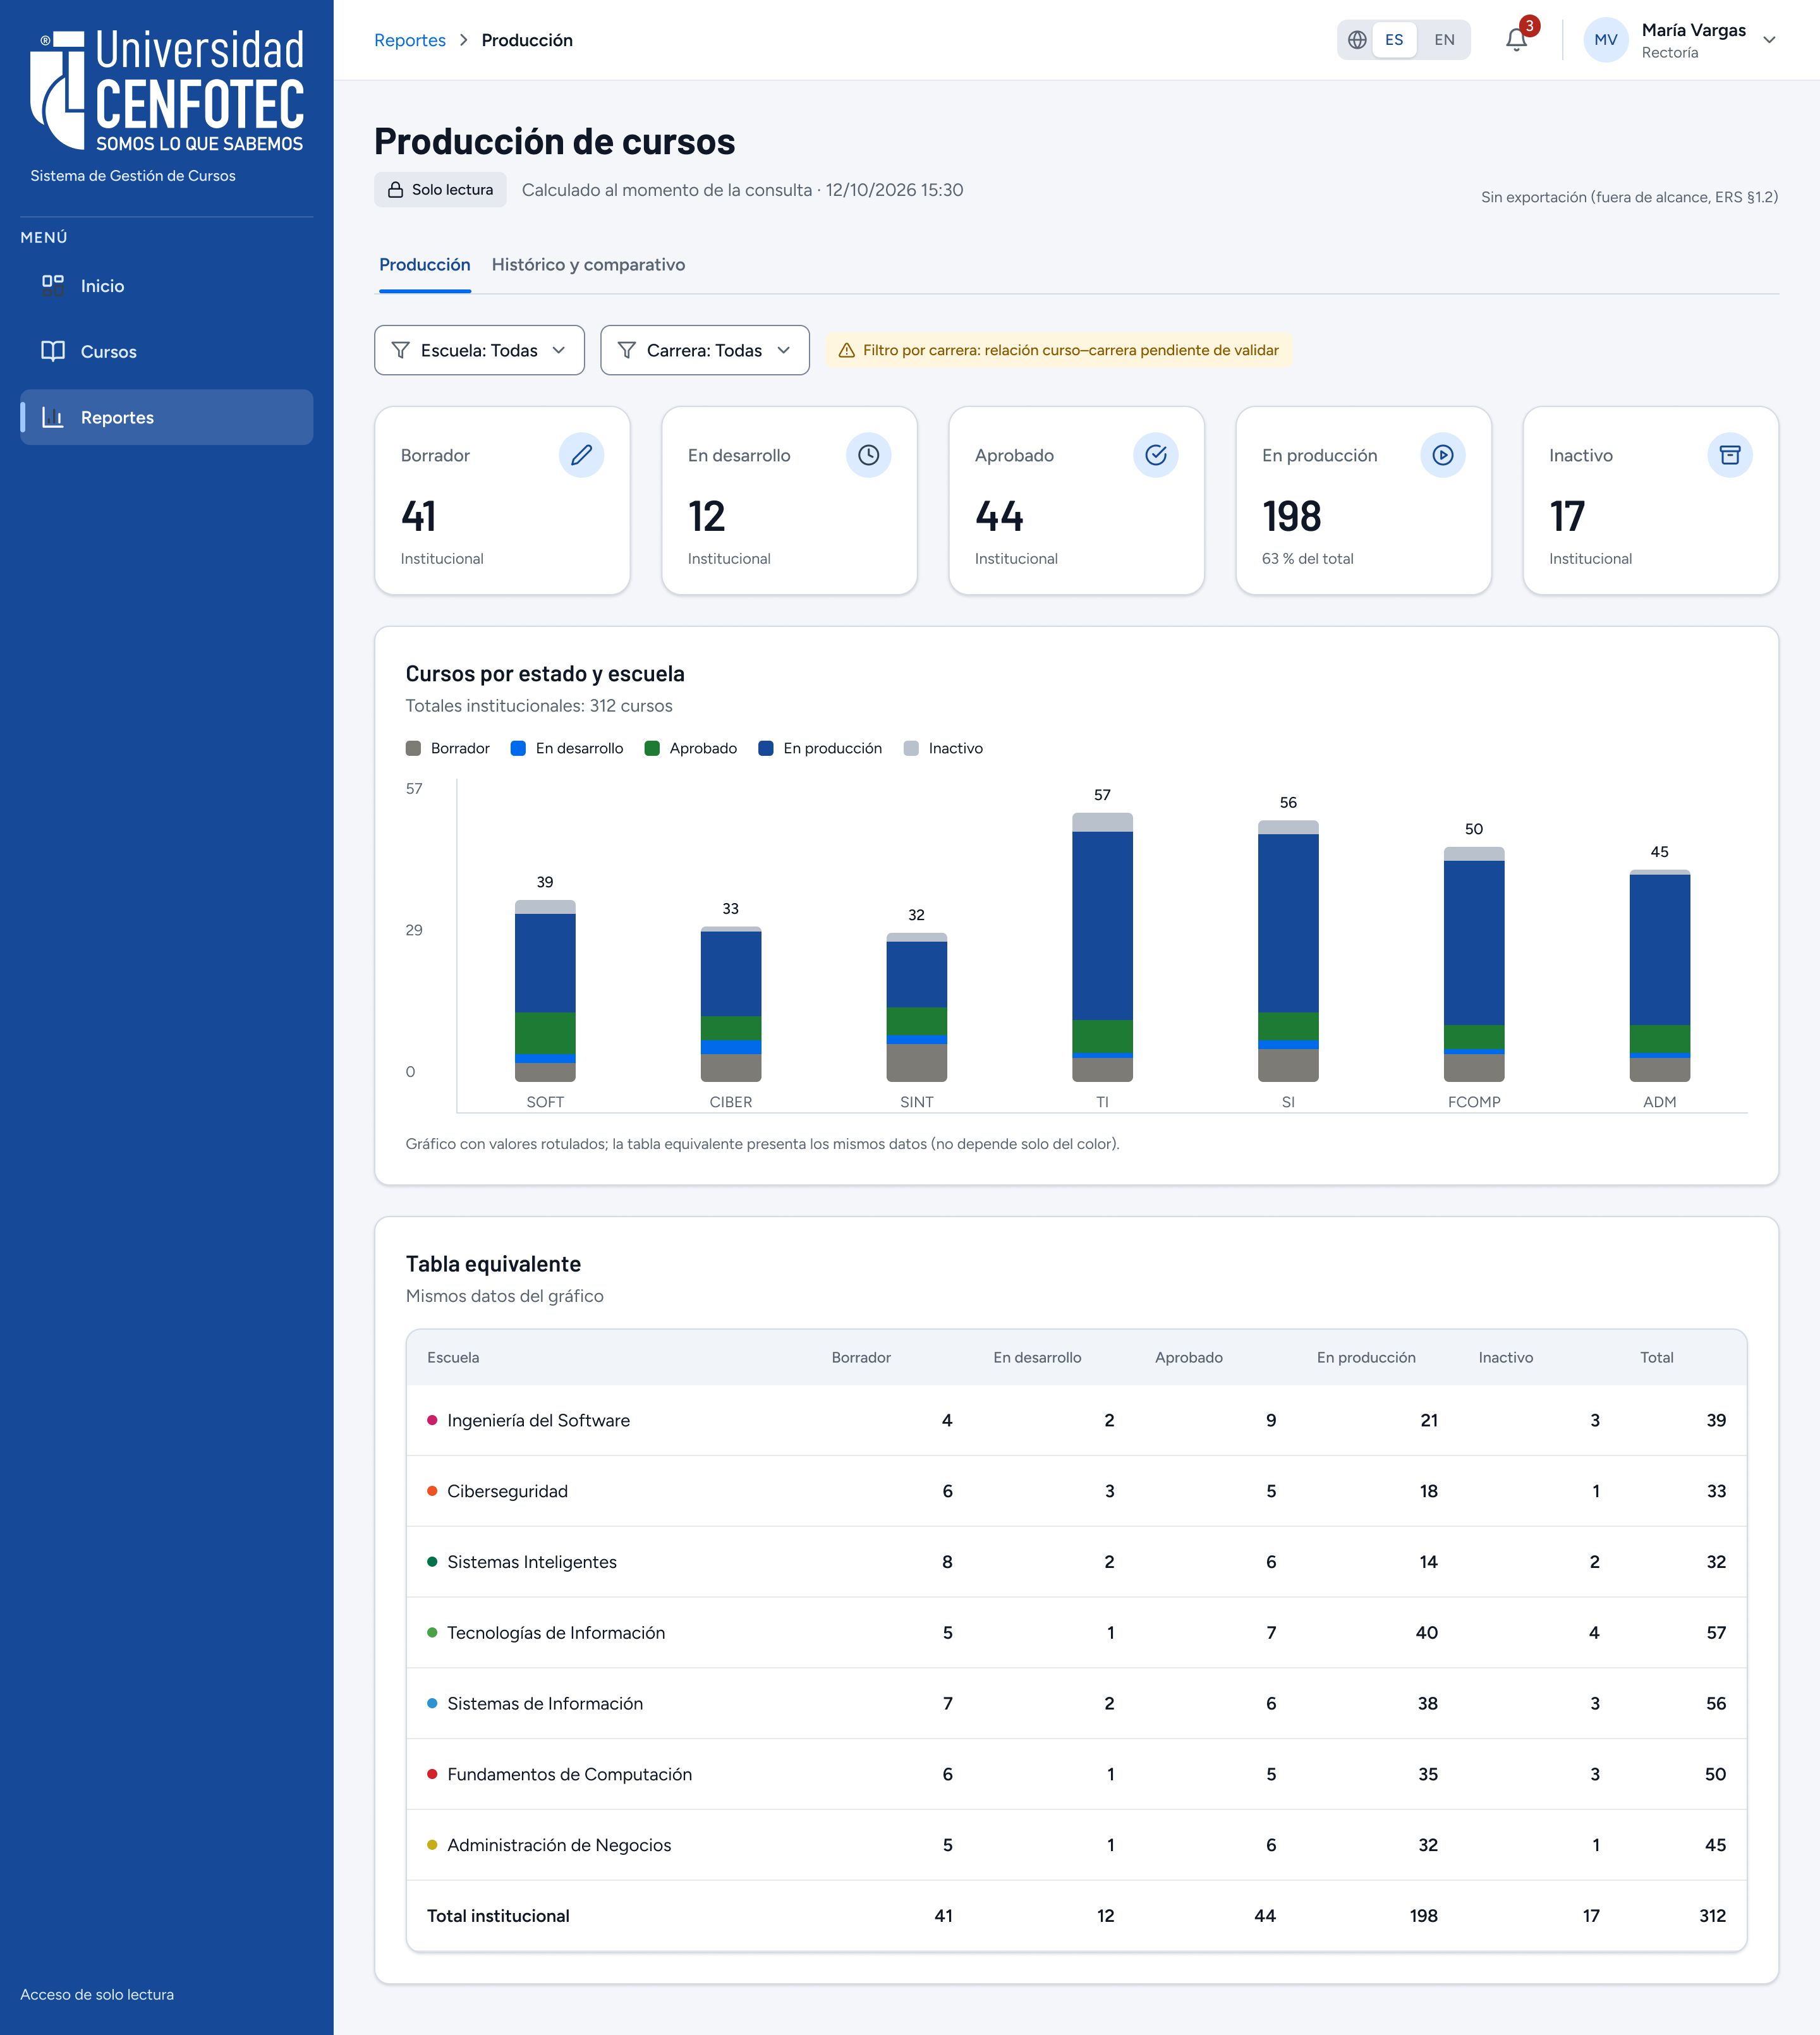 Universidad
CENFOTEC
SOMOS LO QUE SABEMOS
®
Sistema de Gestión de Cursos
MENÚ
Inicio
Cursos
Reportes
Acceso de solo lectura
Reportes > Producción
ES EN
3
MV
María Vargas
Rectoría
Producción de cursos
Solo lectura
Calculado al momento de la consulta · 12/10/2026 15:30
Sin exportación (fuera de alcance, ERS §1.2)
Producción Histórico y comparativo
Escuela: Todas
Carrera: Todas
Filtro por carrera: relación curso–carrera pendiente de validar
Borrador
41
Institucional
En desarrollo
12
Institucional
Aprobado
44
Institucional
En producción
198
63 % del total
Inactivo
17
Institucional
Cursos por estado y escuela
Totales institucionales: 312 cursos
Borrador En desarrollo Aprobado En producción Inactivo
57
29
0
39 33 32 57 56 50 45
SOFT CIBER SINT TI SI FCOMP ADM
Gráfico con valores rotulados; la tabla equivalente presenta los mismos datos (no depende solo del color).
Tabla equivalente
Mismos datos del gráfico
Escuela Borrador En desarrollo Aprobado En producción Inactivo Total
Ingeniería del Software 4 2 9 21 3 39
Ciberseguridad 6 3 5 18 1 33
Sistemas Inteligentes 8 2 6 14 2 32
Tecnologías de Información 5 1 7 40 4 57
Sistemas de Información 7 2 6 38 3 56
Fundamentos de Computación 6 1 5 35 3 50
Administración de Negocios 5 1 6 32 1 45
Total institucional 41 12 44 198 17 312